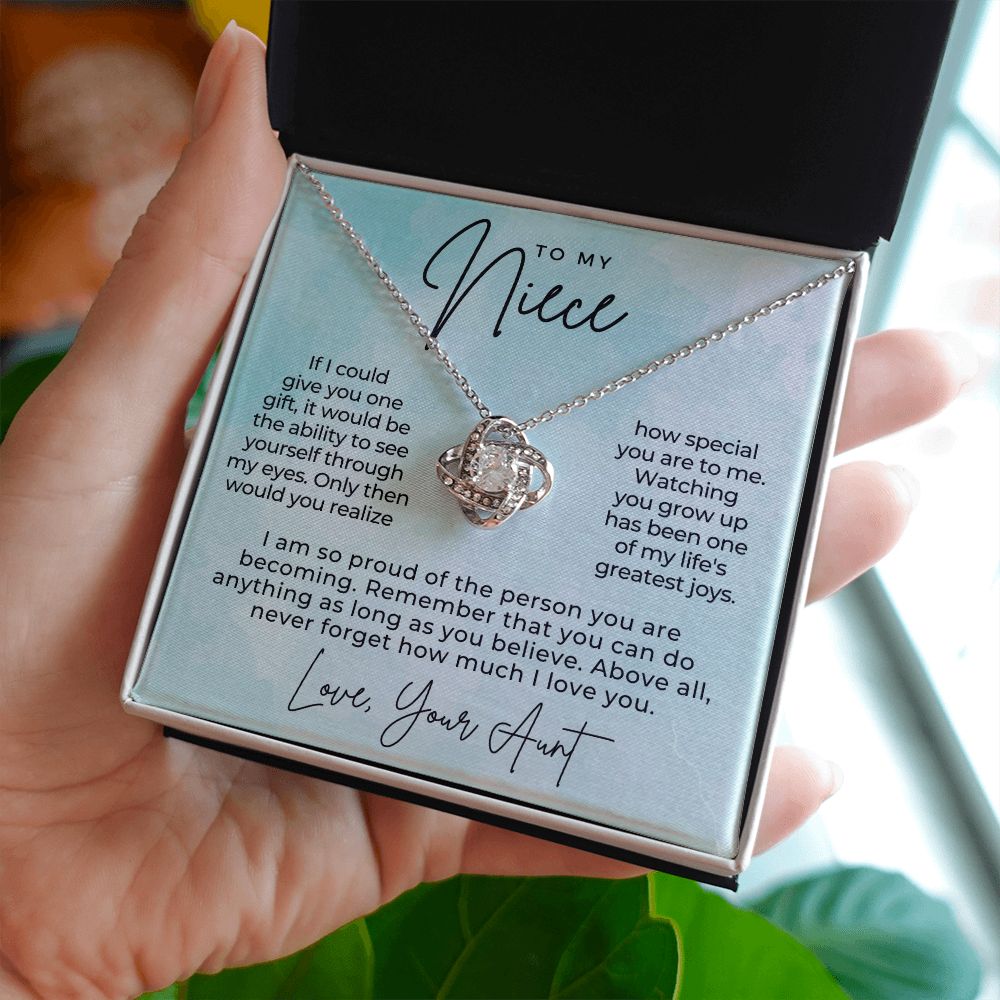 TO MY
Niece
If I could
give you one
gift, it would be
the ability to see
yourself through
my eyes. Only then
would you realize
how special
you are to me.
Watching
you grow up
has been one
of my life's
greatest joys.
I am so proud of the person you are
becoming. Remember that you can do
anything as long as you believe. Above all,
never forget how much I love you.
Love, Your Aunt